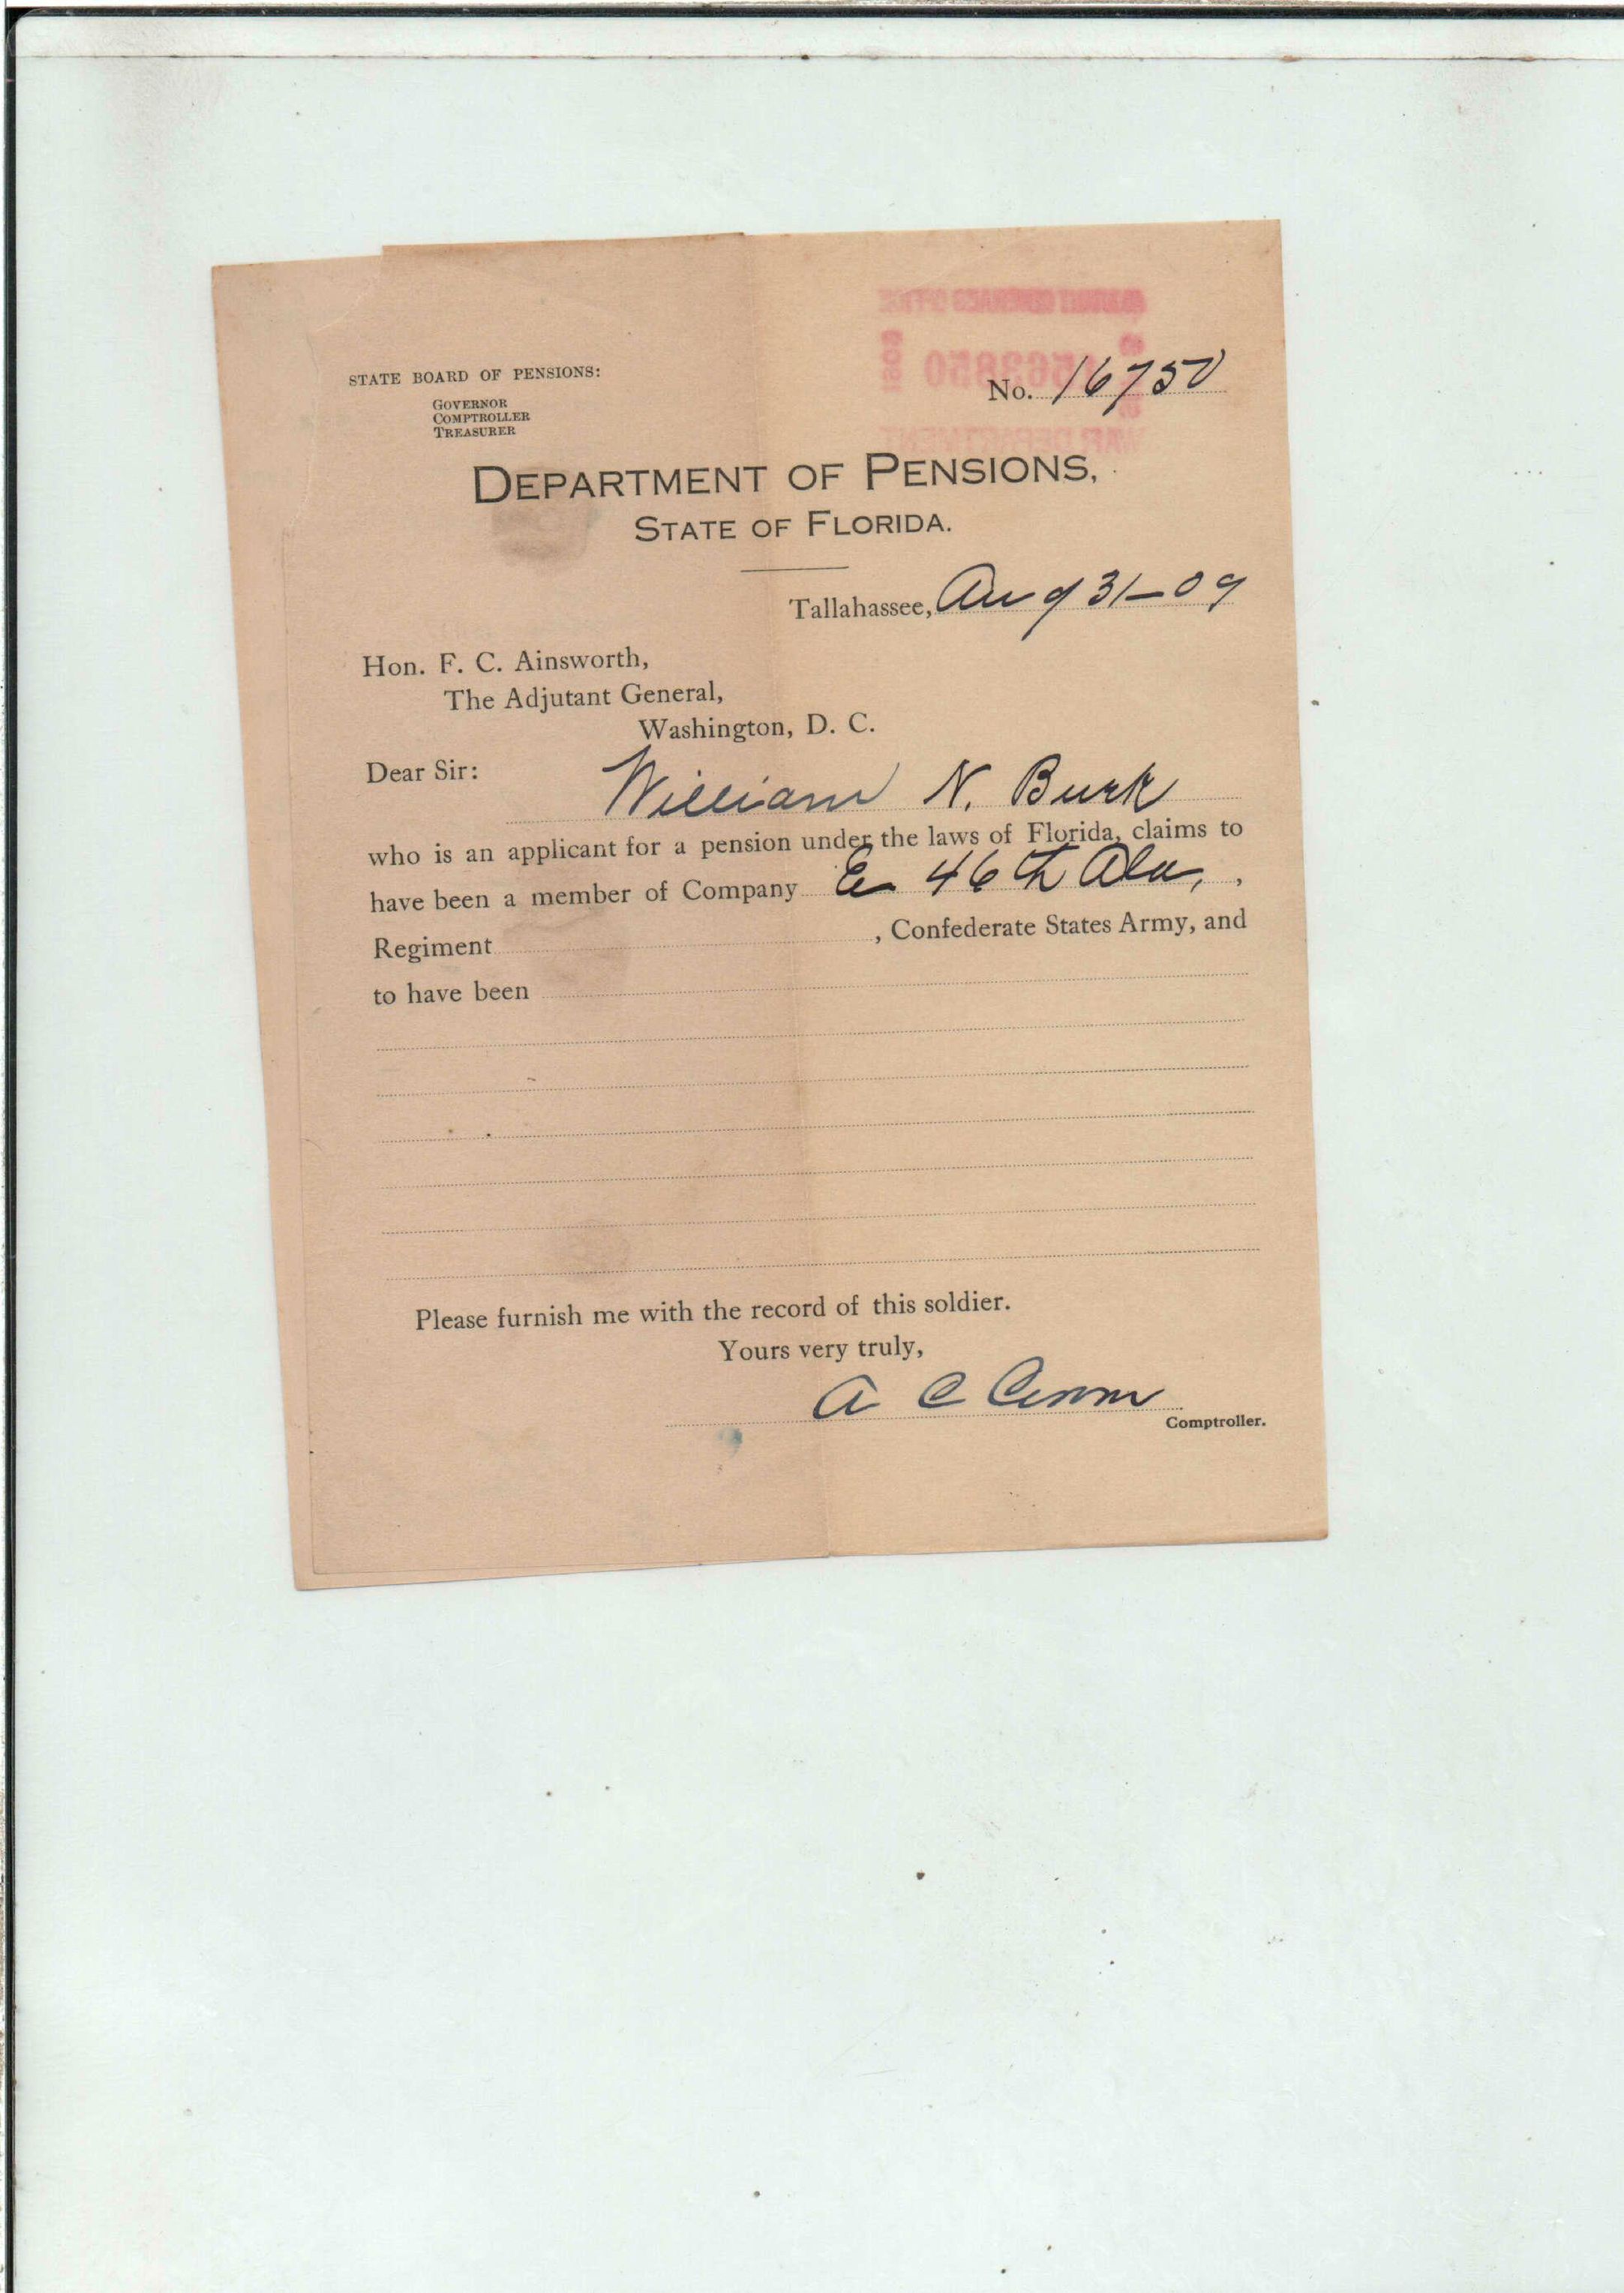 STATE BOARD OF PENSIONS:
GOVERNOR
COMPTROLLER
TREASURER
No. 16750
DEPARTMENT OF PENSIONS,
STATE OF FLORIDA.
Tallahassee, Aug 31-09
Hon. F. C. Ainsworth,
The Adjutant General,
Washington, D. C.
Dear Sir:
William N. Burk
who is an applicant for a pension under the laws of Florida, claims to
have been a member of Company E 46th Ala,,
Regiment , Confederate States Army, and
to have been
Please furnish me with the record of this soldier.
Yours very truly,
A C Croom
Comptroller.